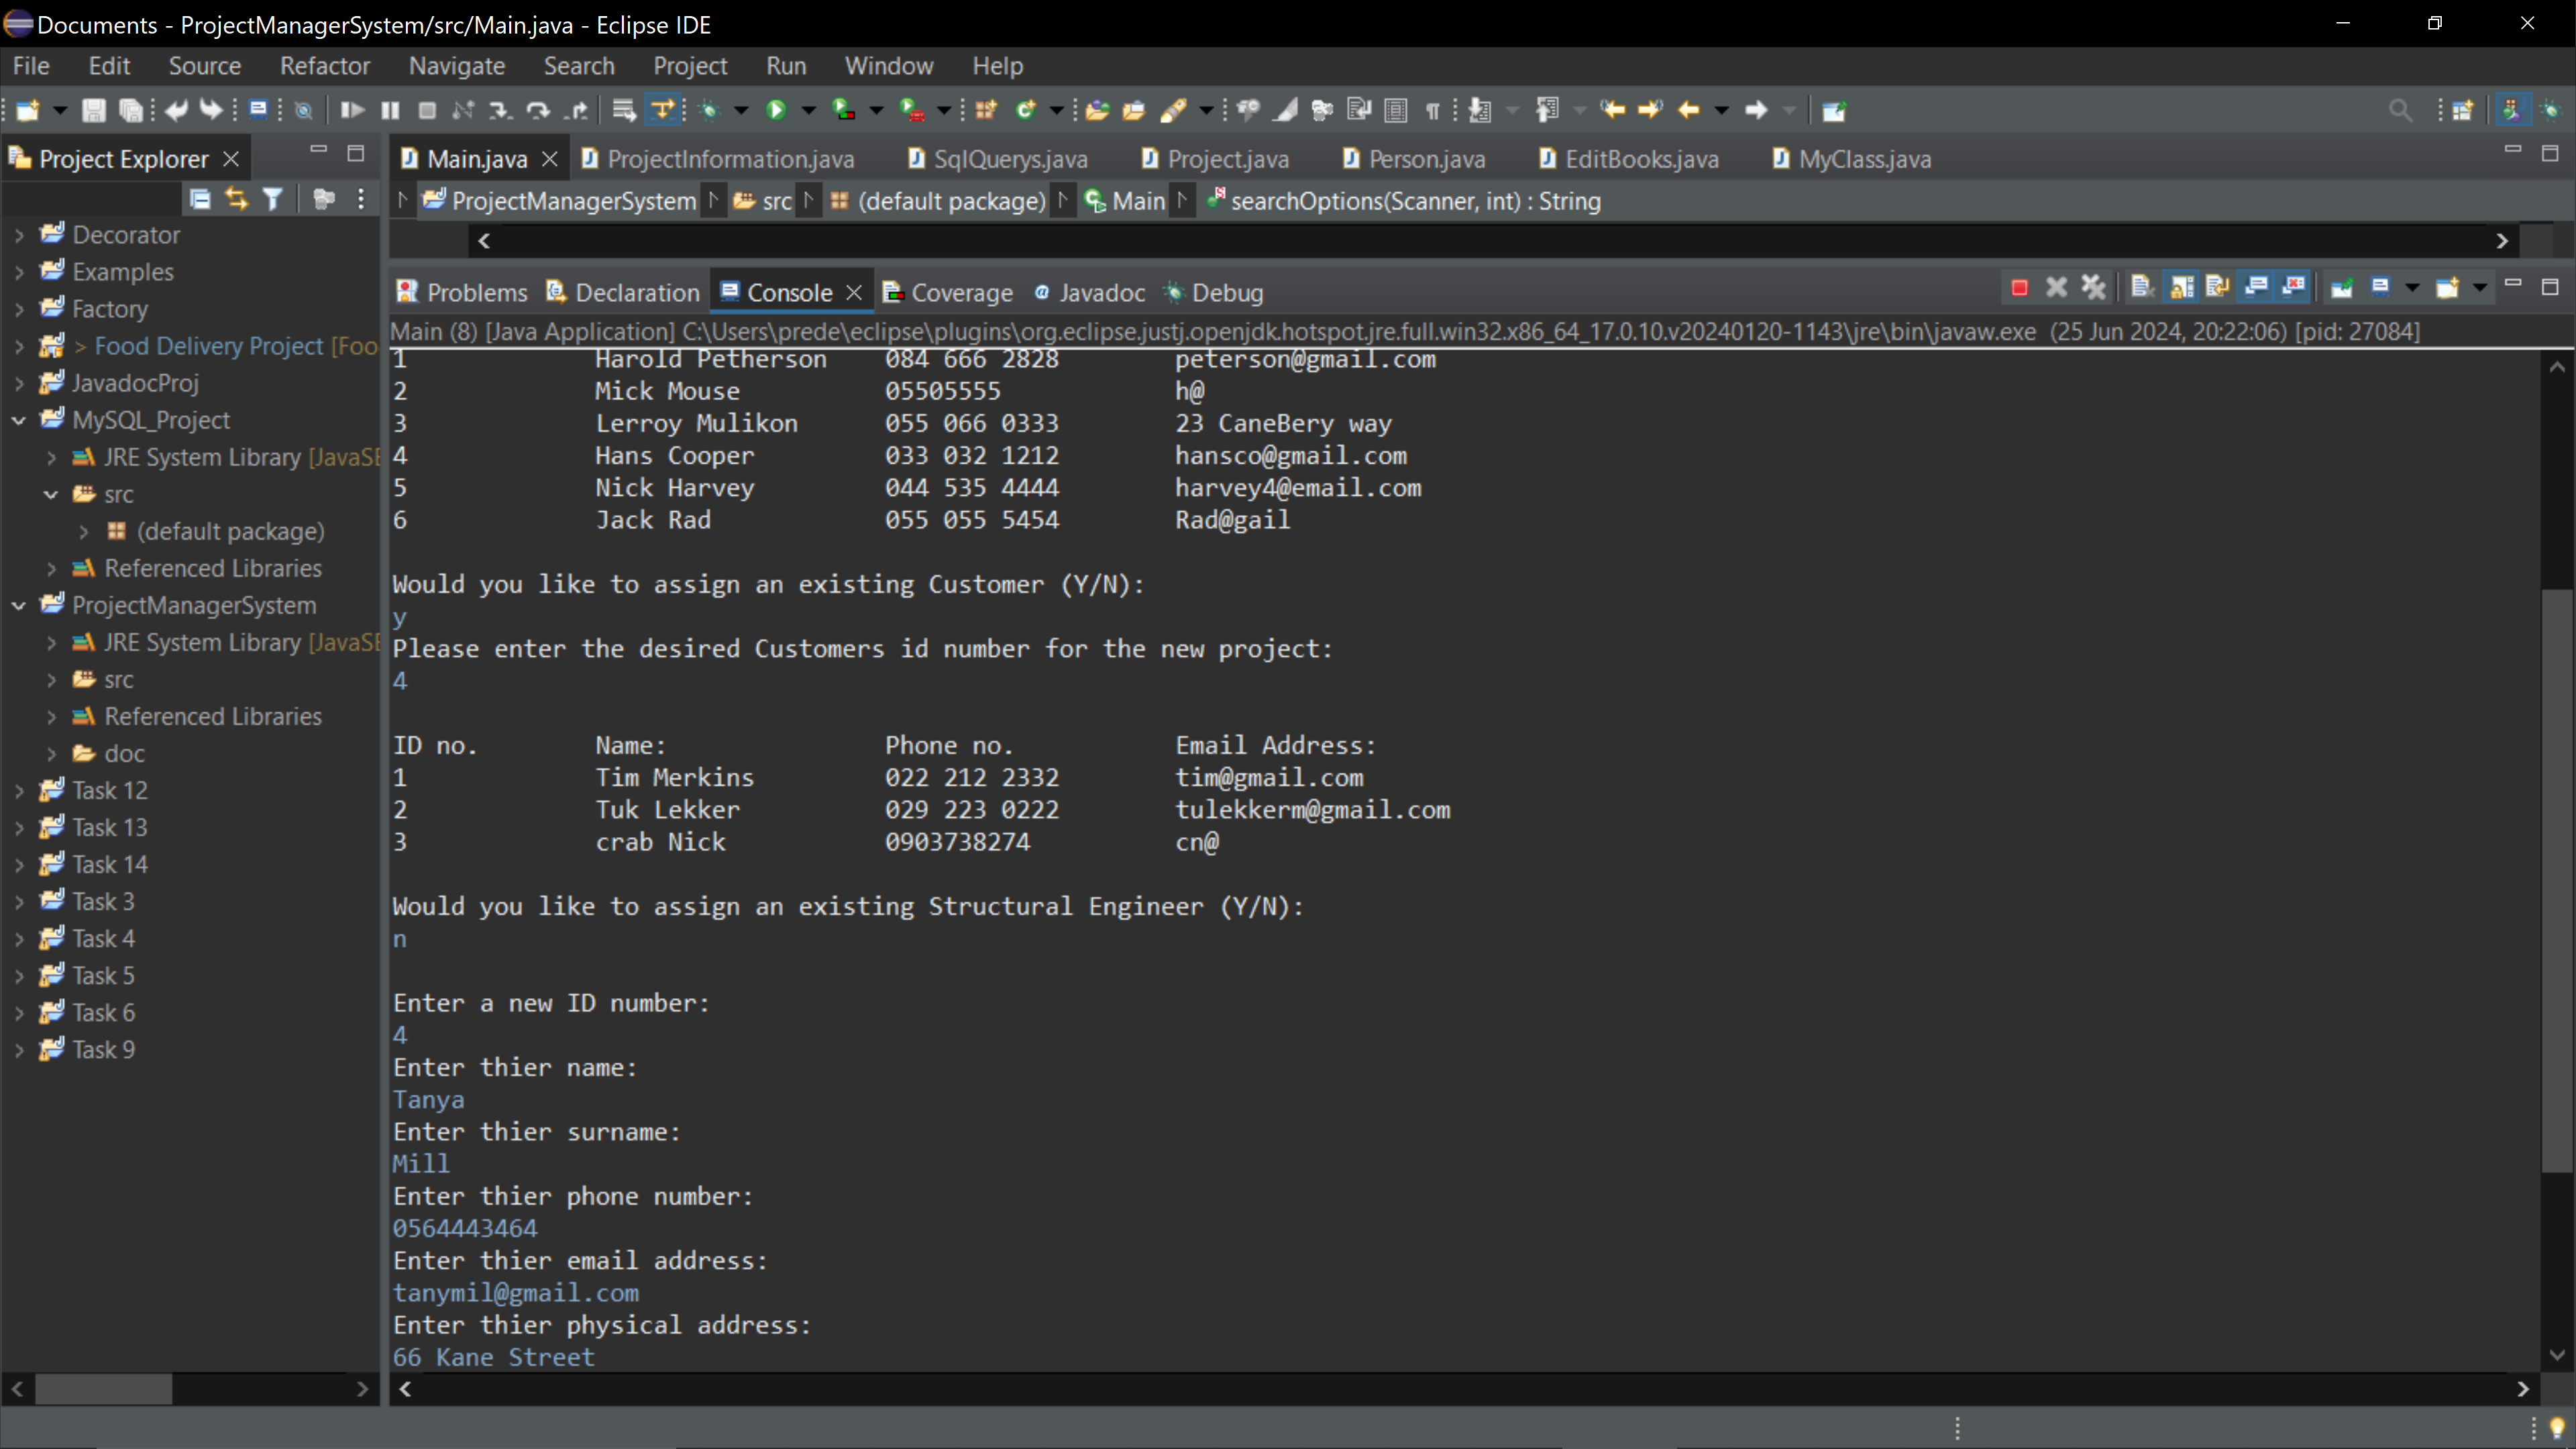 Documents - ProjectManagerSystem/src/Main.java - Eclipse IDE
File Edit Source Refactor Navigate Search Project Run Window Help
Project Explorer
Main.java ProjectInformation.java SqlQuerys.java Project.java Person.java EditBooks.java MyClass.java
ProjectManagerSystem src (default package) Main searchOptions(Scanner, int) : String
Decorator
Examples
Factory
> Food Delivery Project [Foo
JavadocProj
MySQL_Project
JRE System Library [JavaSE
src
(default package)
Referenced Libraries
ProjectManagerSystem
JRE System Library [JavaSE
src
Referenced Libraries
doc
Task 12
Task 13
Task 14
Task 3
Task 4
Task 5
Task 6
Task 9
Problems Declaration Console Coverage Javadoc Debug
Main (8) [Java Application] C:\Users\prede\eclipse\plugins\org.eclipse.justj.openjdk.hotspot.jre.full.win32.x86_64_17.0.10.v20240120-1143\jre\bin\javaw.exe (25 Jun 2024, 20:22:06) [pid: 27084]
1 Harold Petherson 084 666 2828 peterson@gmail.com
2 Mick Mouse 05505555 h@
3 Lerroy Mulikon 055 066 0333 23 CaneBery way
4 Hans Cooper 033 032 1212 hansco@gmail.com
5 Nick Harvey 044 535 4444 harvey4@email.com
6 Jack Rad 055 055 5454 Rad@gail
Would you like to assign an existing Customer (Y/N):
y
Please enter the desired Customers id number for the new project:
4
ID no. Name: Phone no. Email Address:
1 Tim Merkins 022 212 2332 tim@gmail.com
2 Tuk Lekker 029 223 0222 tulekkerm@gmail.com
3 crab Nick 0903738274 cn@
Would you like to assign an existing Structural Engineer (Y/N):
n
Enter a new ID number:
4
Enter thier name:
Tanya
Enter thier surname:
Mill
Enter thier phone number:
0564443464
Enter thier email address:
tanymil@gmail.com
Enter thier physical address:
66 Kane Street